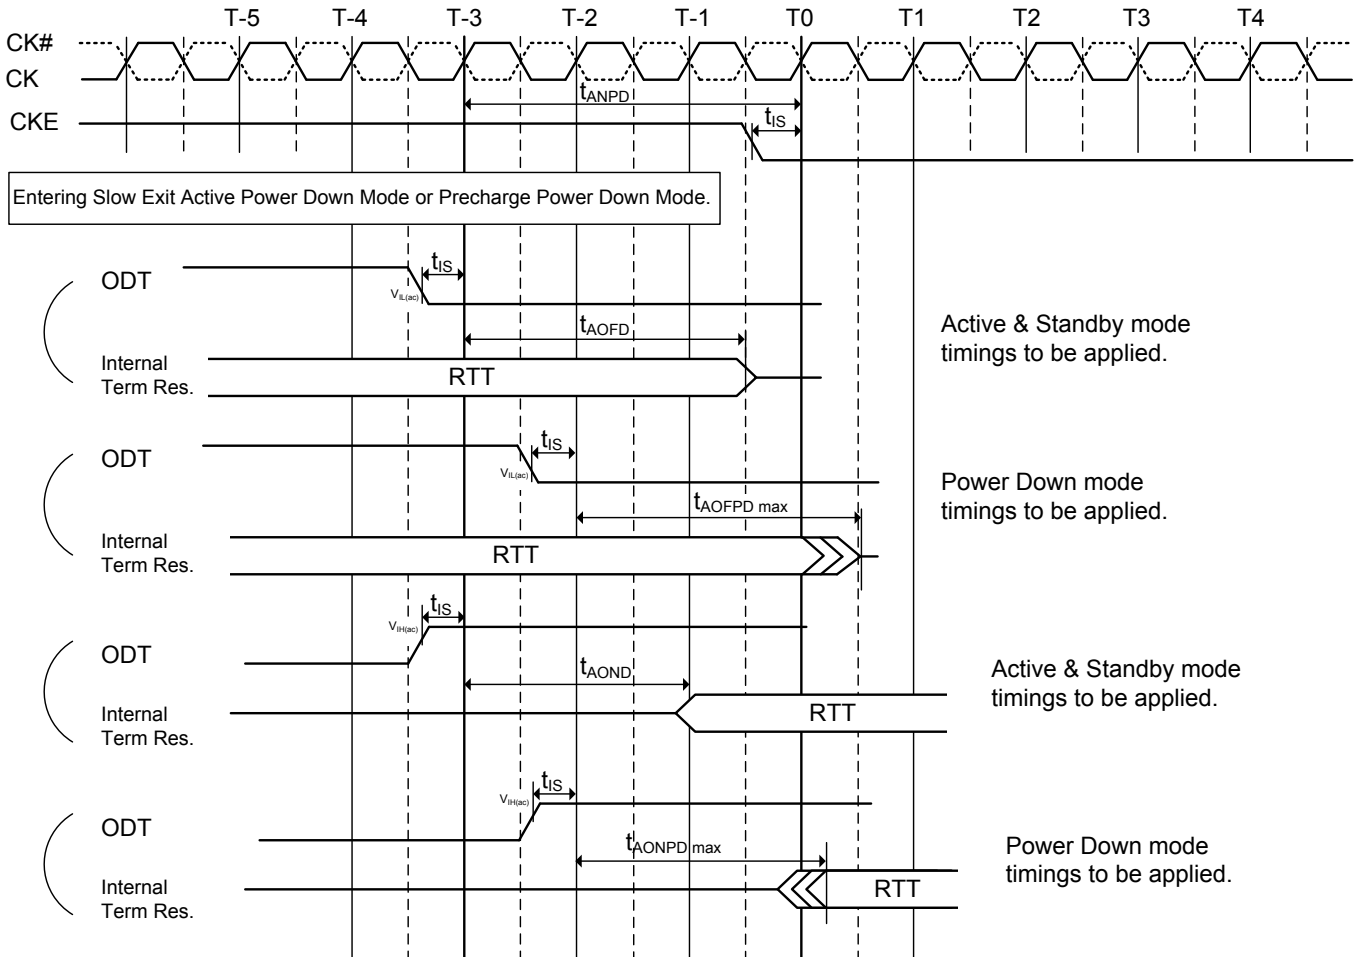 T-5 T-4 T-3 T-2 T-1 T0 T1 T2 T3 T4
CK#
CK
tANPD
CKE
tIS
Entering Slow Exit Active Power Down Mode or Precharge Power Down Mode.
ODT
tIS
VIL(ac)
tAOFD
Internal
Term Res.
RTT
Active & Standby mode
timings to be applied.
ODT
tIS
VIL(ac)
tAOFPD max
Internal
Term Res.
RTT
Power Down mode
timings to be applied.
tIS
VIH(ac)
ODT
tAOND
Internal
Term Res.
RTT
Active & Standby mode
timings to be applied.
tIS
VIH(ac)
ODT
tAONPD max
Internal
Term Res.
RTT
Power Down mode
timings to be applied.